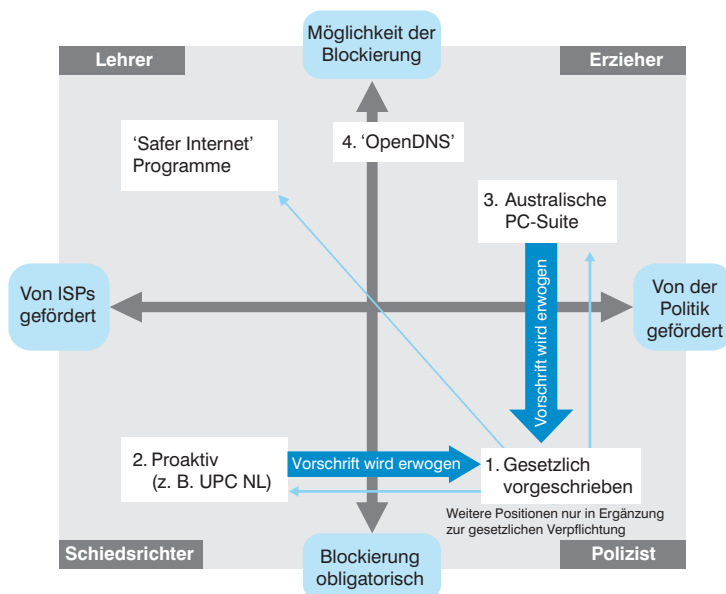 Möglichkeit der
Blockierung
Lehrer
Erzieher
‘Safer Internet’
Programme
4. ‘OpenDNS’
3. Australische
PC-Suite
Von ISPs
gefördert
Von der
Politik
gefördert
Vorschrift wird erwogen
2. Proaktiv
(z. B. UPC NL)
Vorschrift wird erwogen
1. Gesetzlich
vorgeschrieben
Weitere Positionen nur in Ergänzung
zur gesetzlichen Verpflichtung
Schiedsrichter
Blockierung
obligatorisch
Polizist